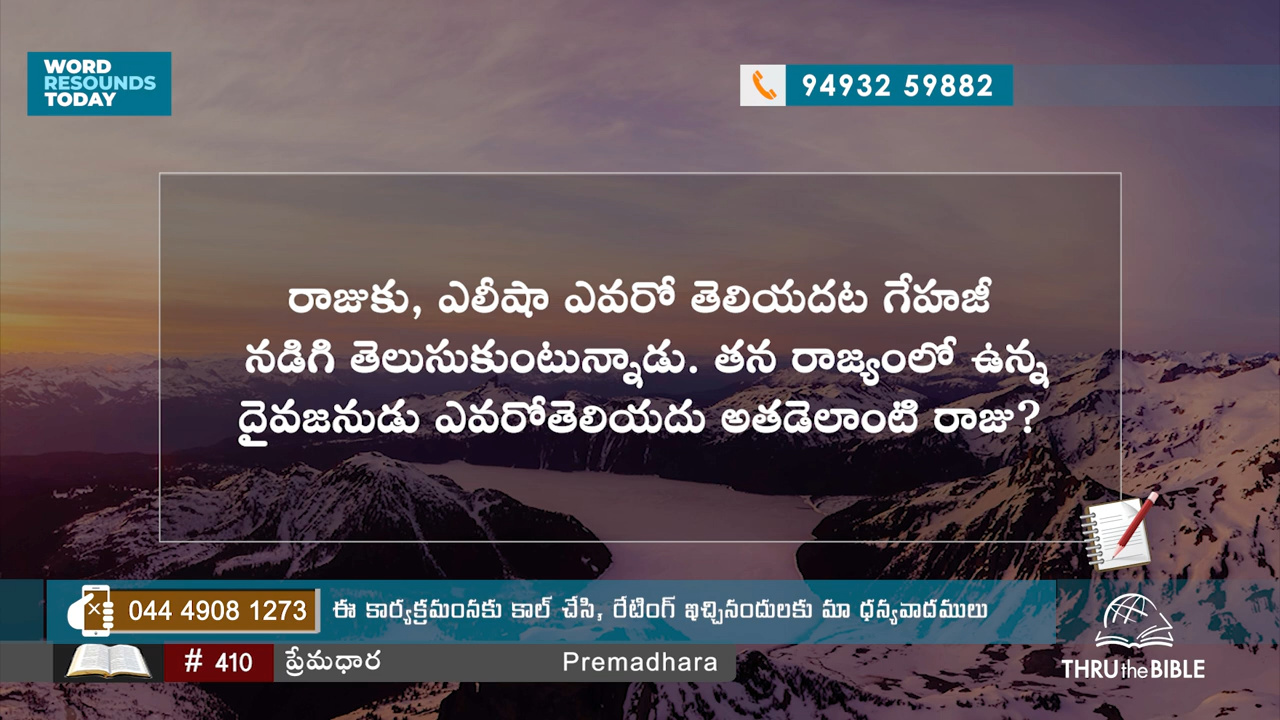 WORD
RESOUNDS
TODAY
94932 59882
రాజుకు, ఎలీషా ఎవరో తెలియదట గేహజీ
నడిగి తెలుసుకుంటున్నాడు. తన రాజ్యంలో ఉన్న
దైవజనుడు ఎవరోతెలియదు అతడెలాంటి రాజు?
044 4908 1273 ఈ కార్యక్రమంనకు కాల్ చేసి, రేటింగ్ ఇచ్చినందులకు మా ధన్యవాదములు
# 410 ప్రేమధార Premadhara
THRU the BIBLE